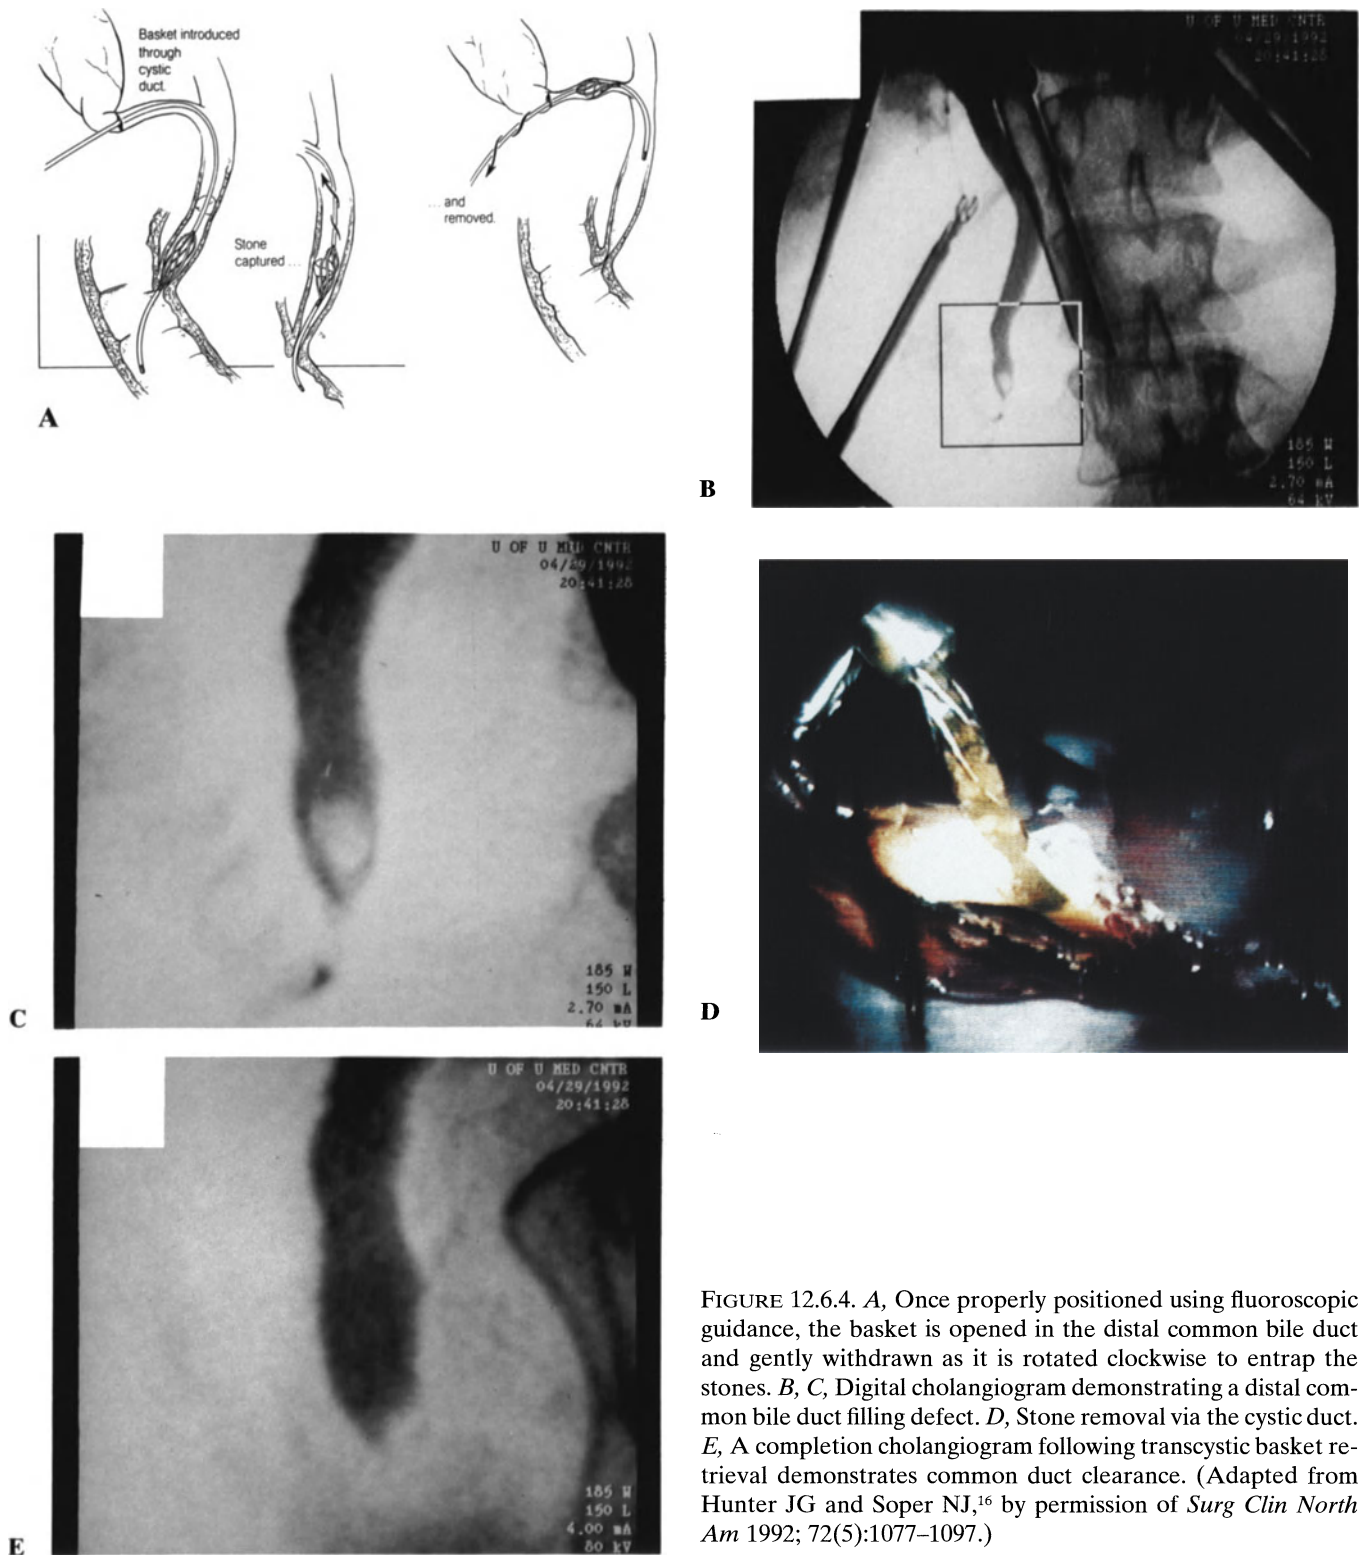 Basket introduced
through
cystic
duct.
Stone
captured ...
... and
removed.
A
U OF U MED CNTR
04/29/1992
20:41:28
185 W
150 L
2.70 mA
64 kV
B
U OF U MED CNTR
04/29/1992
20:41:28
185 W
150 L
2.70 mA
64 kV
C
D
U OF U MED CNTR
04/29/1992
20:41:28
185 W
150 L
4.00 mA
80 kV
E
FIGURE 12.6.4. A, Once properly positioned using fluoroscopic
guidance, the basket is opened in the distal common bile duct
and gently withdrawn as it is rotated clockwise to entrap the
stones. B, C, Digital cholangiogram demonstrating a distal com-
mon bile duct filling defect. D, Stone removal via the cystic duct.
E, A completion cholangiogram following transcystic basket re-
trieval demonstrates common duct clearance. (Adapted from
Hunter JG and Soper NJ,¹⁶ by permission of Surg Clin North
Am 1992; 72(5):1077–1097.)